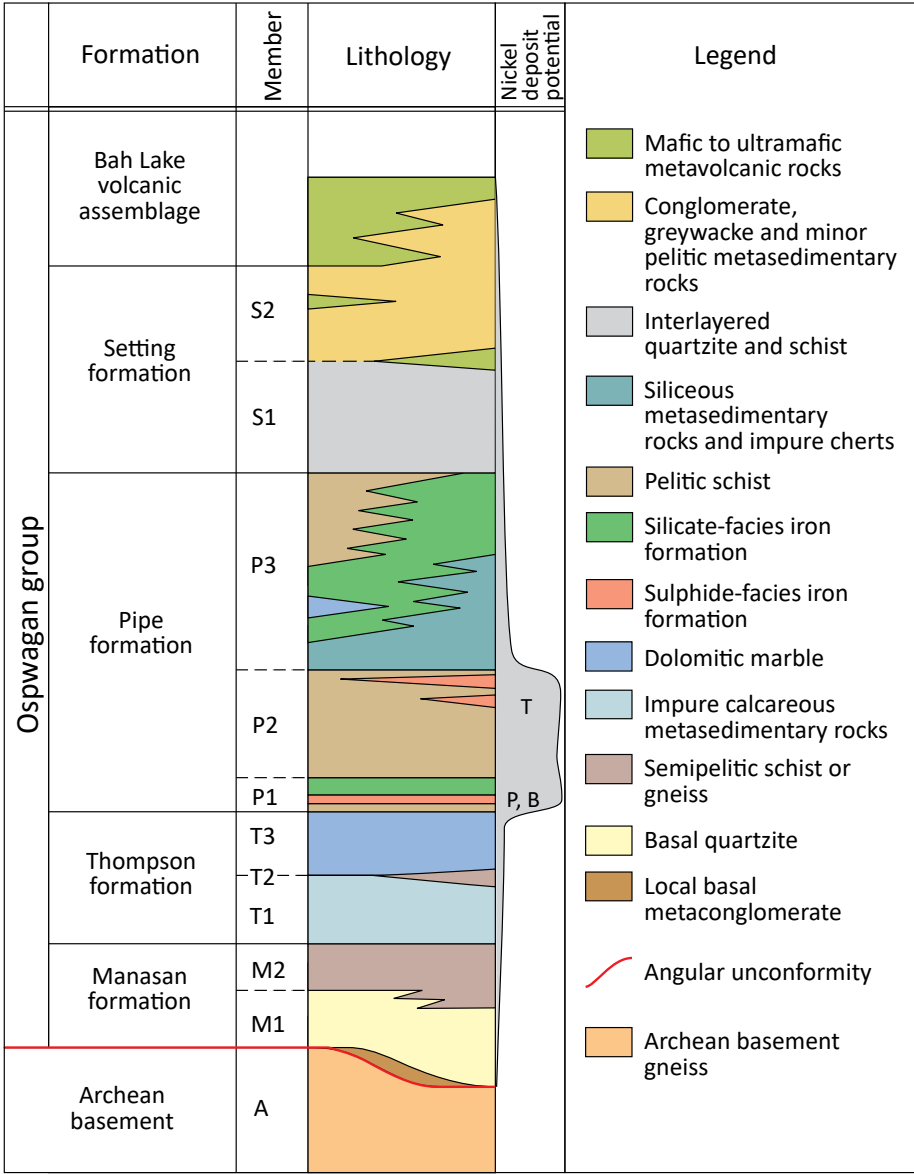 Formation
Member
Lithology
Nickel
deposit
potential
Legend
Ospwagan group
Bah Lake
volcanic
assemblage
Setting
formation
S2
S1
Pipe
formation
P3
P2
P1
T
P, B
Thompson
formation
T3
T2
T1
Manasan
formation
M2
M1
Archean
basement
A
Mafic to ultramafic
metavolcanic rocks
Conglomerate,
greywacke and minor
pelitic metasedimentary
rocks
Interlayered
quartzite and schist
Siliceous
metasedimentary
rocks and impure cherts
Pelitic schist
Silicate-facies iron
formation
Sulphide-facies iron
formation
Dolomitic marble
Impure calcareous
metasedimentary rocks
Semipelitic schist or
gneiss
Basal quartzite
Local basal
metaconglomerate
Angular unconformity
Archean basement
gneiss